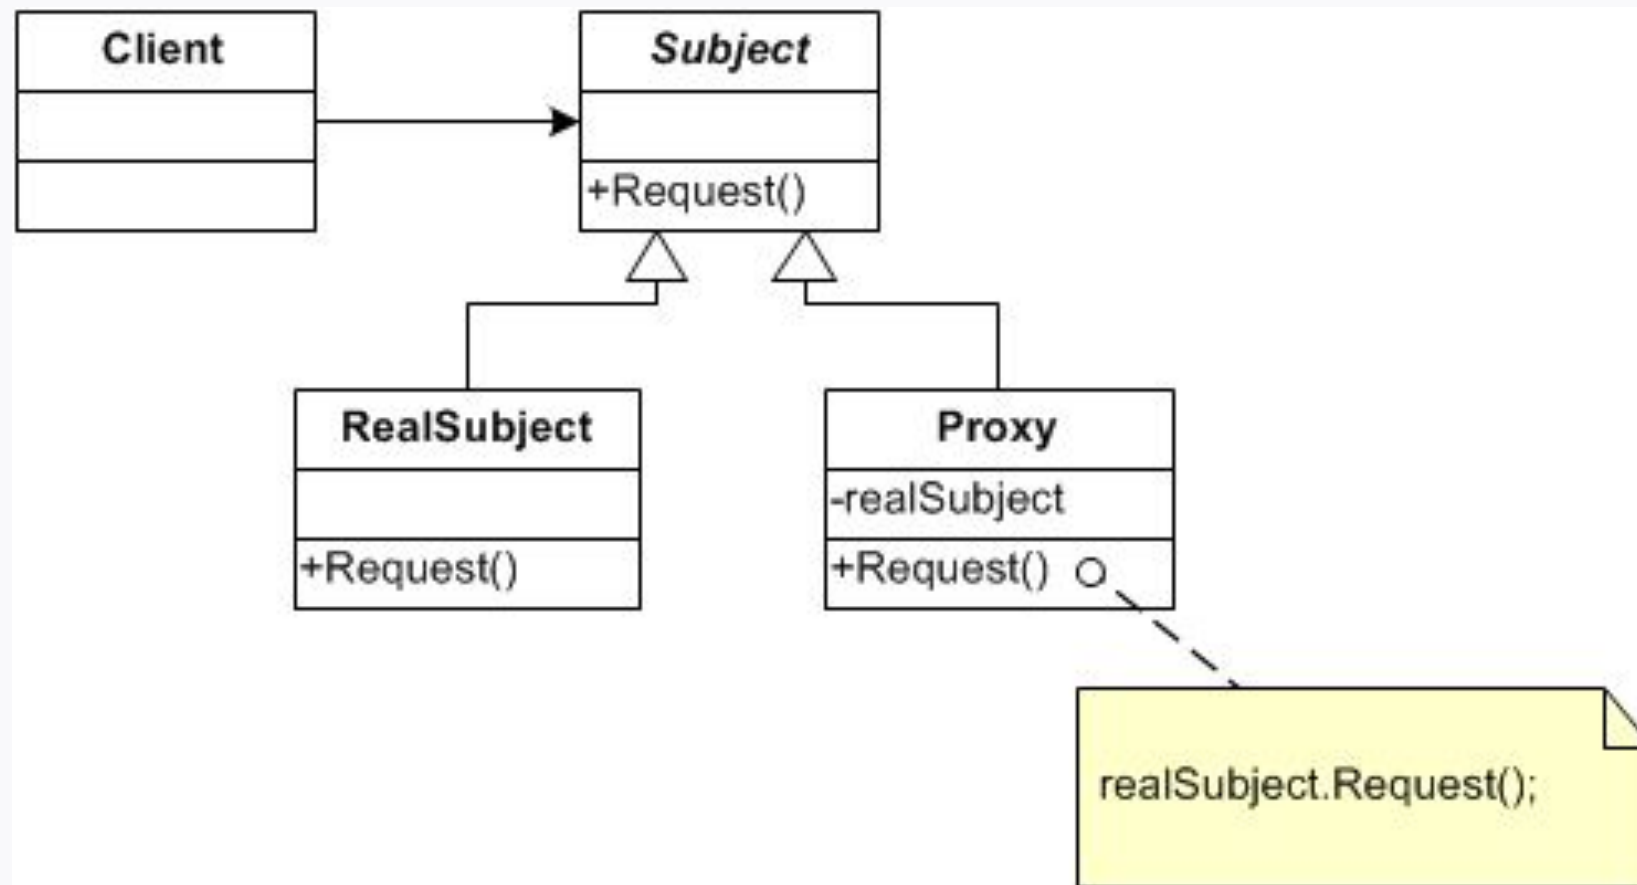 Client
Subject
+Request()
RealSubject
+Request()
Proxy
-realSubject
+Request()
realSubject.Request();